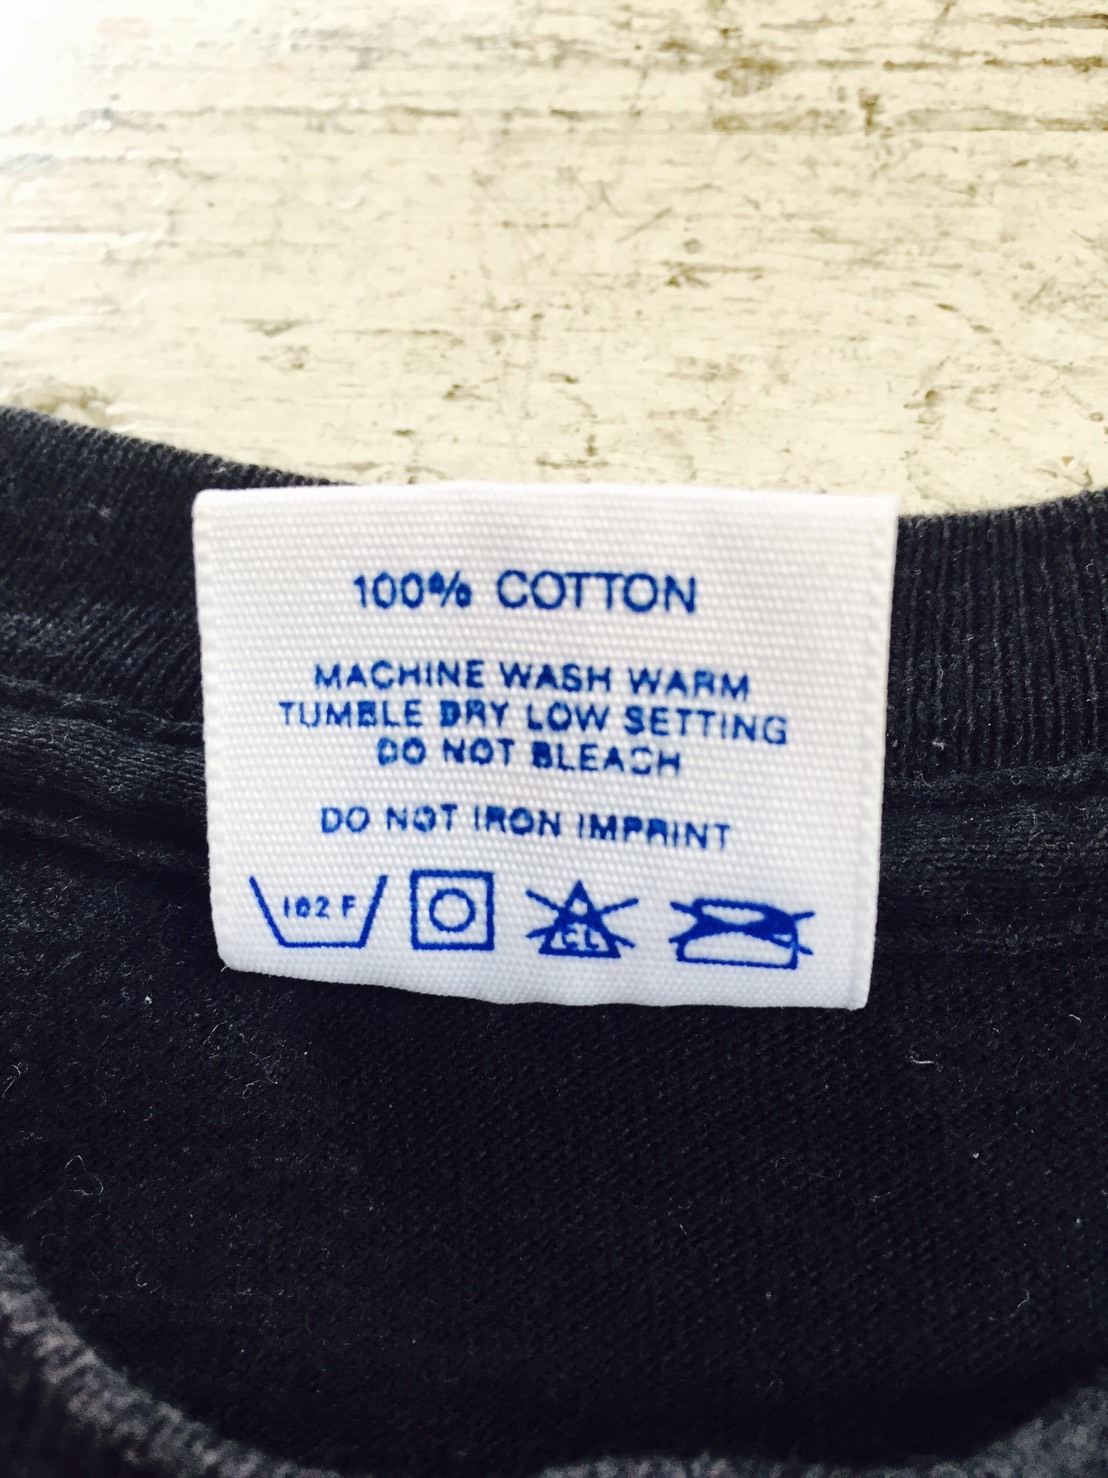 100% COTTON
MACHINE WASH WARM
TUMBLE DRY LOW SETTING
DO NOT BLEACH
DO NOT IRON IMPRINT
102 F
CL